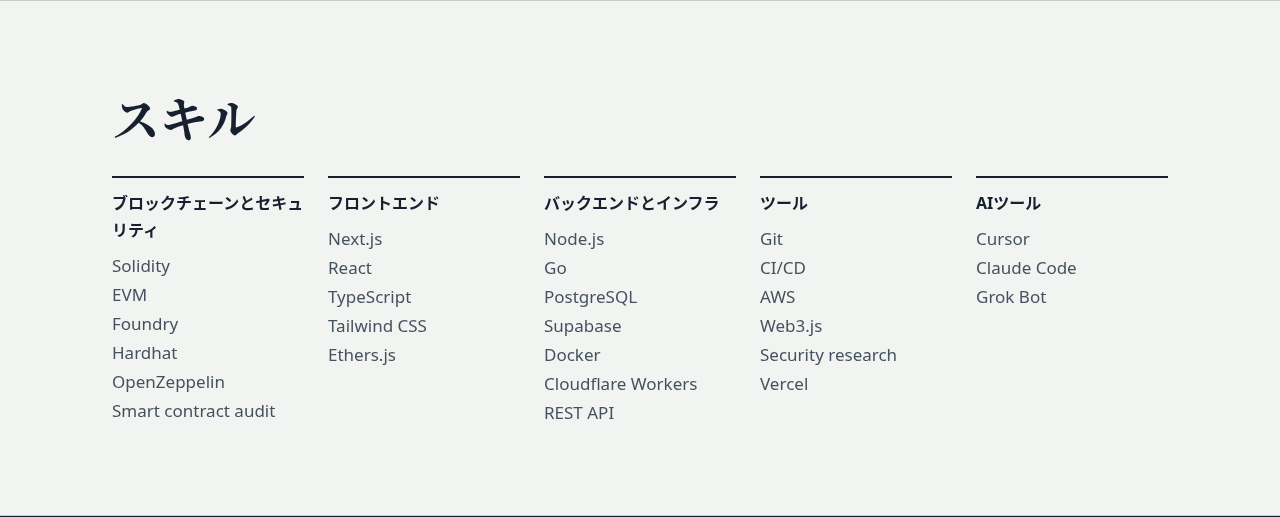 スキル
ブロックチェーンとセキュ
リティ
Solidity
EVM
Foundry
Hardhat
OpenZeppelin
Smart contract audit
フロントエンド
Next.js
React
TypeScript
Tailwind CSS
Ethers.js
バックエンドとインフラ
Node.js
Go
PostgreSQL
Supabase
Docker
Cloudflare Workers
REST API
ツール
Git
CI/CD
AWS
Web3.js
Security research
Vercel
AIツール
Cursor
Claude Code
Grok Bot